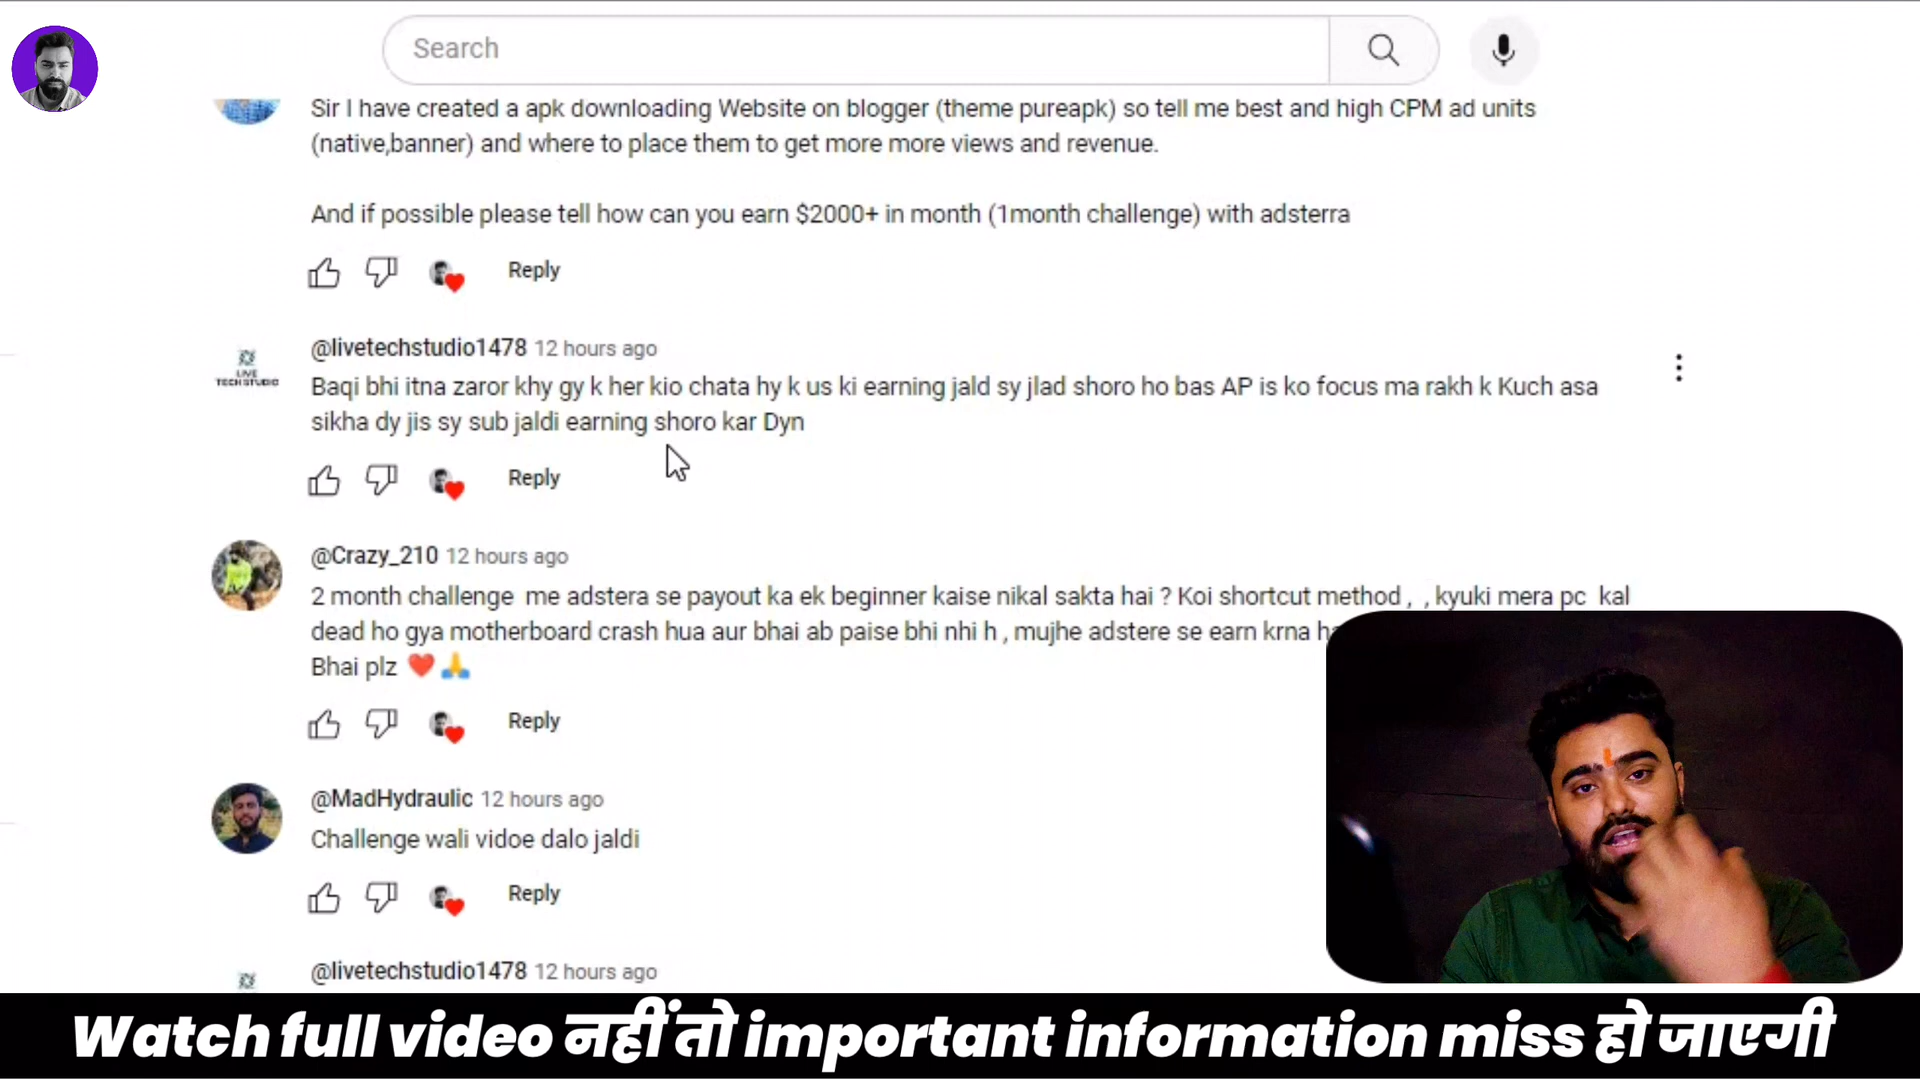 Search
Sir I have created a apk downloading Website on blogger (theme pureapk) so tell me best and high CPM ad units
(native,banner) and where to place them to get more more views and revenue.
And if possible please tell how can you earn $2000+ in month (1month challenge) with adsterra
Reply
@livetechstudio1478 12 hours ago
LIVE
TECH STUDIO
Baqi bhi itna zaror khy gy k her kio chata hy k us ki earning jald sy jlad shoro ho bas AP is ko focus ma rakh k Kuch asa
sikha dy jis sy sub jaldi earning shoro kar Dyn
Reply
@Crazy_210 12 hours ago
2 month challenge me adstera se payout ka ek beginner kaise nikal sakta hai ? Koi shortcut method , , kyuki mera pc kal
dead ho gya motherboard crash hua aur bhai ab paise bhi nhi h , mujhe adstere se earn krna
Bhai plz ❤️🙏
Reply
@MadHydraulic 12 hours ago
Challenge wali vidoe dalo jaldi
Reply
@livetechstudio1478 12 hours ago
Watch full video नहीं तो important information miss हो जाएगी